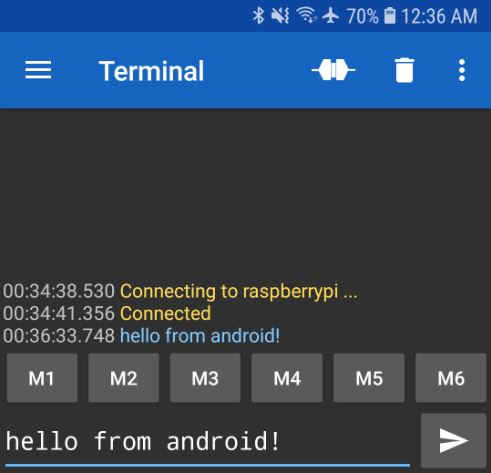 70% 12:36 AM
Terminal
00:34:38.530 Connecting to raspberrypi ...
00:34:41.356 Connected
00:36:33.748 hello from android!
M1 M2 M3 M4 M5 M6
hello from android!